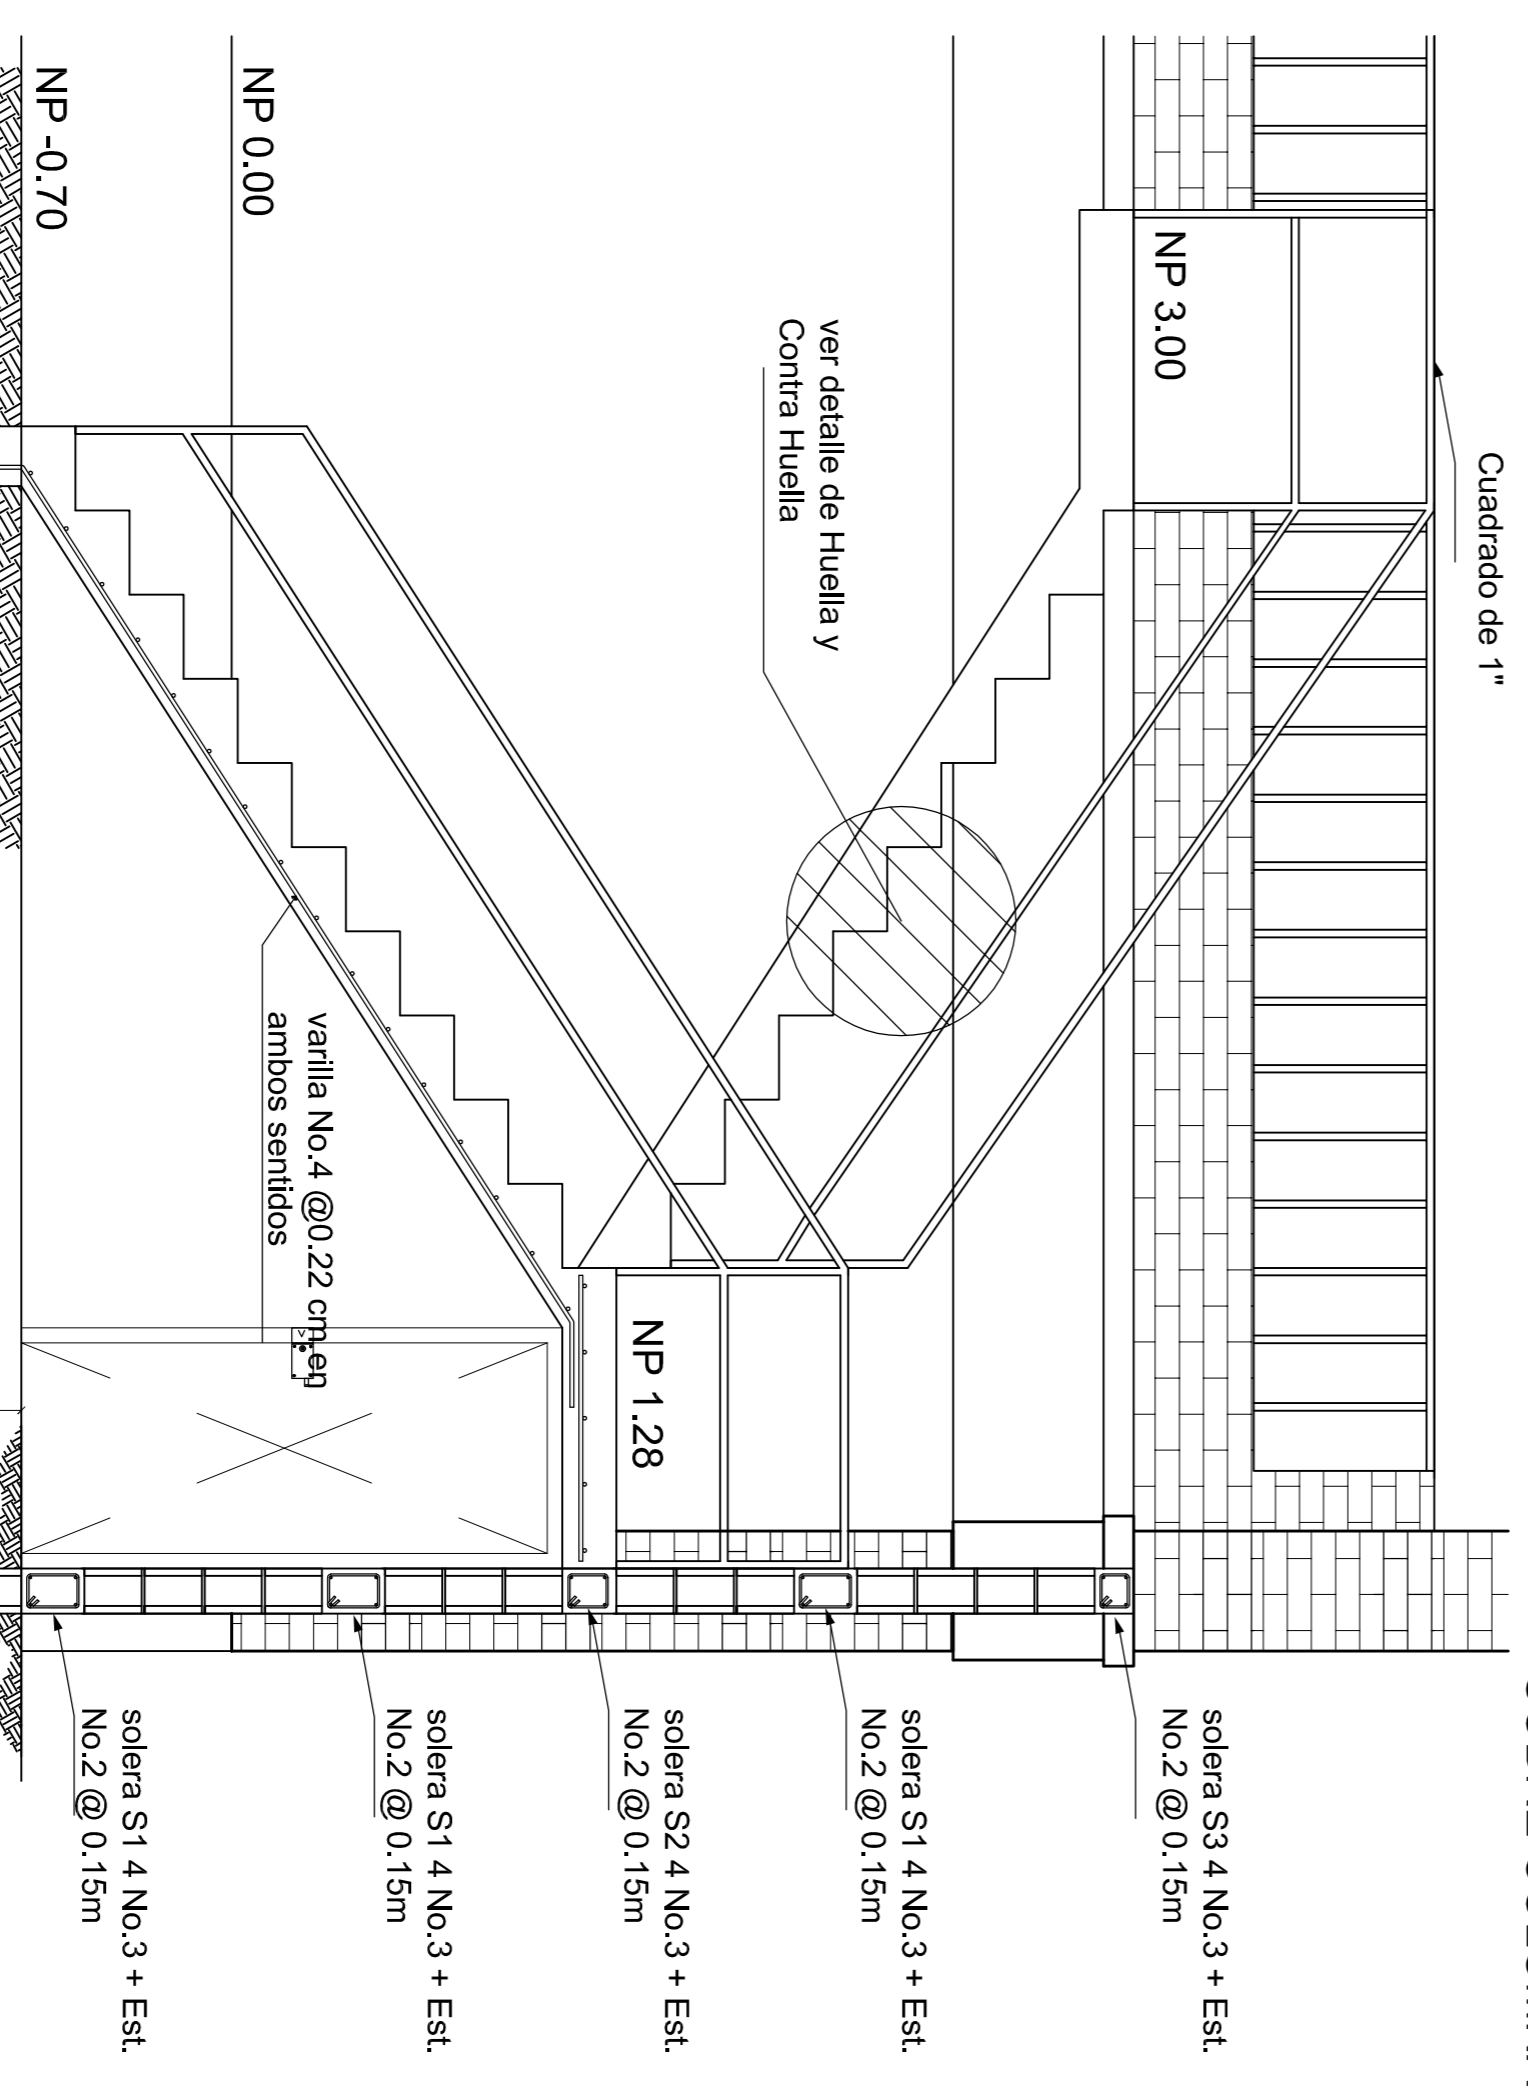 Cuadrado de 1"
NP 3.00
ver detalle de Huella y
Contra Huella
NP 0.00
NP -0.70
NP 1.28
varilla No.4 @0.22 cm en
ambos sentidos
solera S3 4 No.3 + Est.
No.2 @ 0.15m
solera S1 4 No.3 + Est.
No.2 @ 0.15m
solera S2 4 No.3 + Est.
No.2 @ 0.15m
solera S1 4 No.3 + Est.
No.2 @ 0.15m
solera S1 4 No.3 + Est.
No.2 @ 0.15m